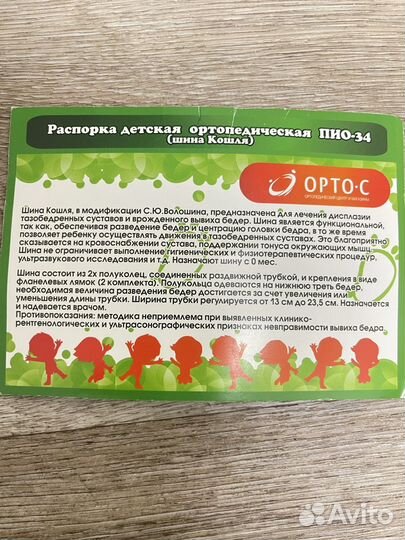 Распорка детская ортопедическая ПИО-34
(шина Кошля)
ОРТО·С
ОРТОПЕДИЧЕСКИЙ ЦЕНТР И МАГАЗИНЫ
Шина Кошля, в модификации С.Ю.Волошина, предназначена для лечения дисплазии
тазобедренных суставов и врожденного вывиха бедер. Шина является функциональной,
так как, обеспечивая разведение бедер и центрацию головки бедра, в то же время
позволяет ребенку осуществлять движения в тазобедренных суставах. Это благоприятно
сказывается на кровоснабжении сустава, поддержании тонуса окружающих мышц.
Шина не ограничивает выполнение гигиенических и физиотерапевтических процедур,
ультразвукового исследования и т.д. Назначают шину с 0 мес.
Шина состоит из 2х полуколец, соединенных раздвижной трубкой, и крепления в виде
фланелевых лямок (2 комплекта). Полукольца одеваются на нижнюю треть бедер,
необходимая величина разведения бедер достигается за счет увеличения или
уменьшения длины трубки. Ширина трубки регулируется от 13 см до 23,5 см. Назначается
и надевается врачом.
Противопоказания: методика неприемлема при выявленных клинико-
рентгенологических и ультрасонографических признаках невправимости вывиха бедра.
Avito